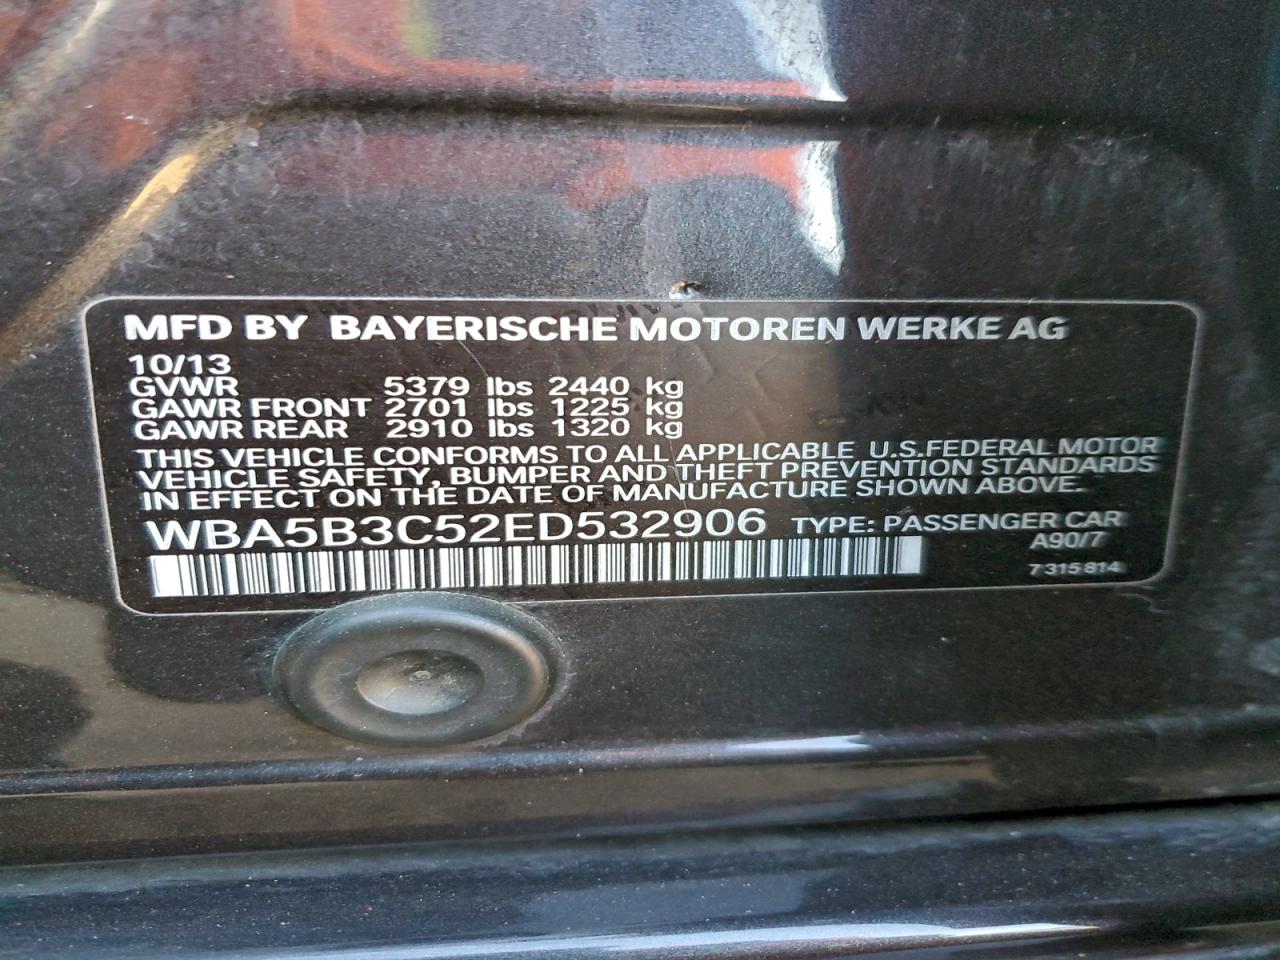 MFD BY BAYERISCHE MOTOREN WERKE AG
10/13
GVWR 5379 lbs 2440 kg
GAWR FRONT 2701 lbs 1225 kg
GAWR REAR 2910 lbs 1320 kg
THIS VEHICLE CONFORMS TO ALL APPLICABLE U.S.FEDERAL MOTOR
VEHICLE SAFETY, BUMPER AND THEFT PREVENTION STANDARDS
IN EFFECT ON THE DATE OF MANUFACTURE SHOWN ABOVE.
WBA5B3C52ED532906 TYPE: PASSENGER CAR
A90/7
7 315 814